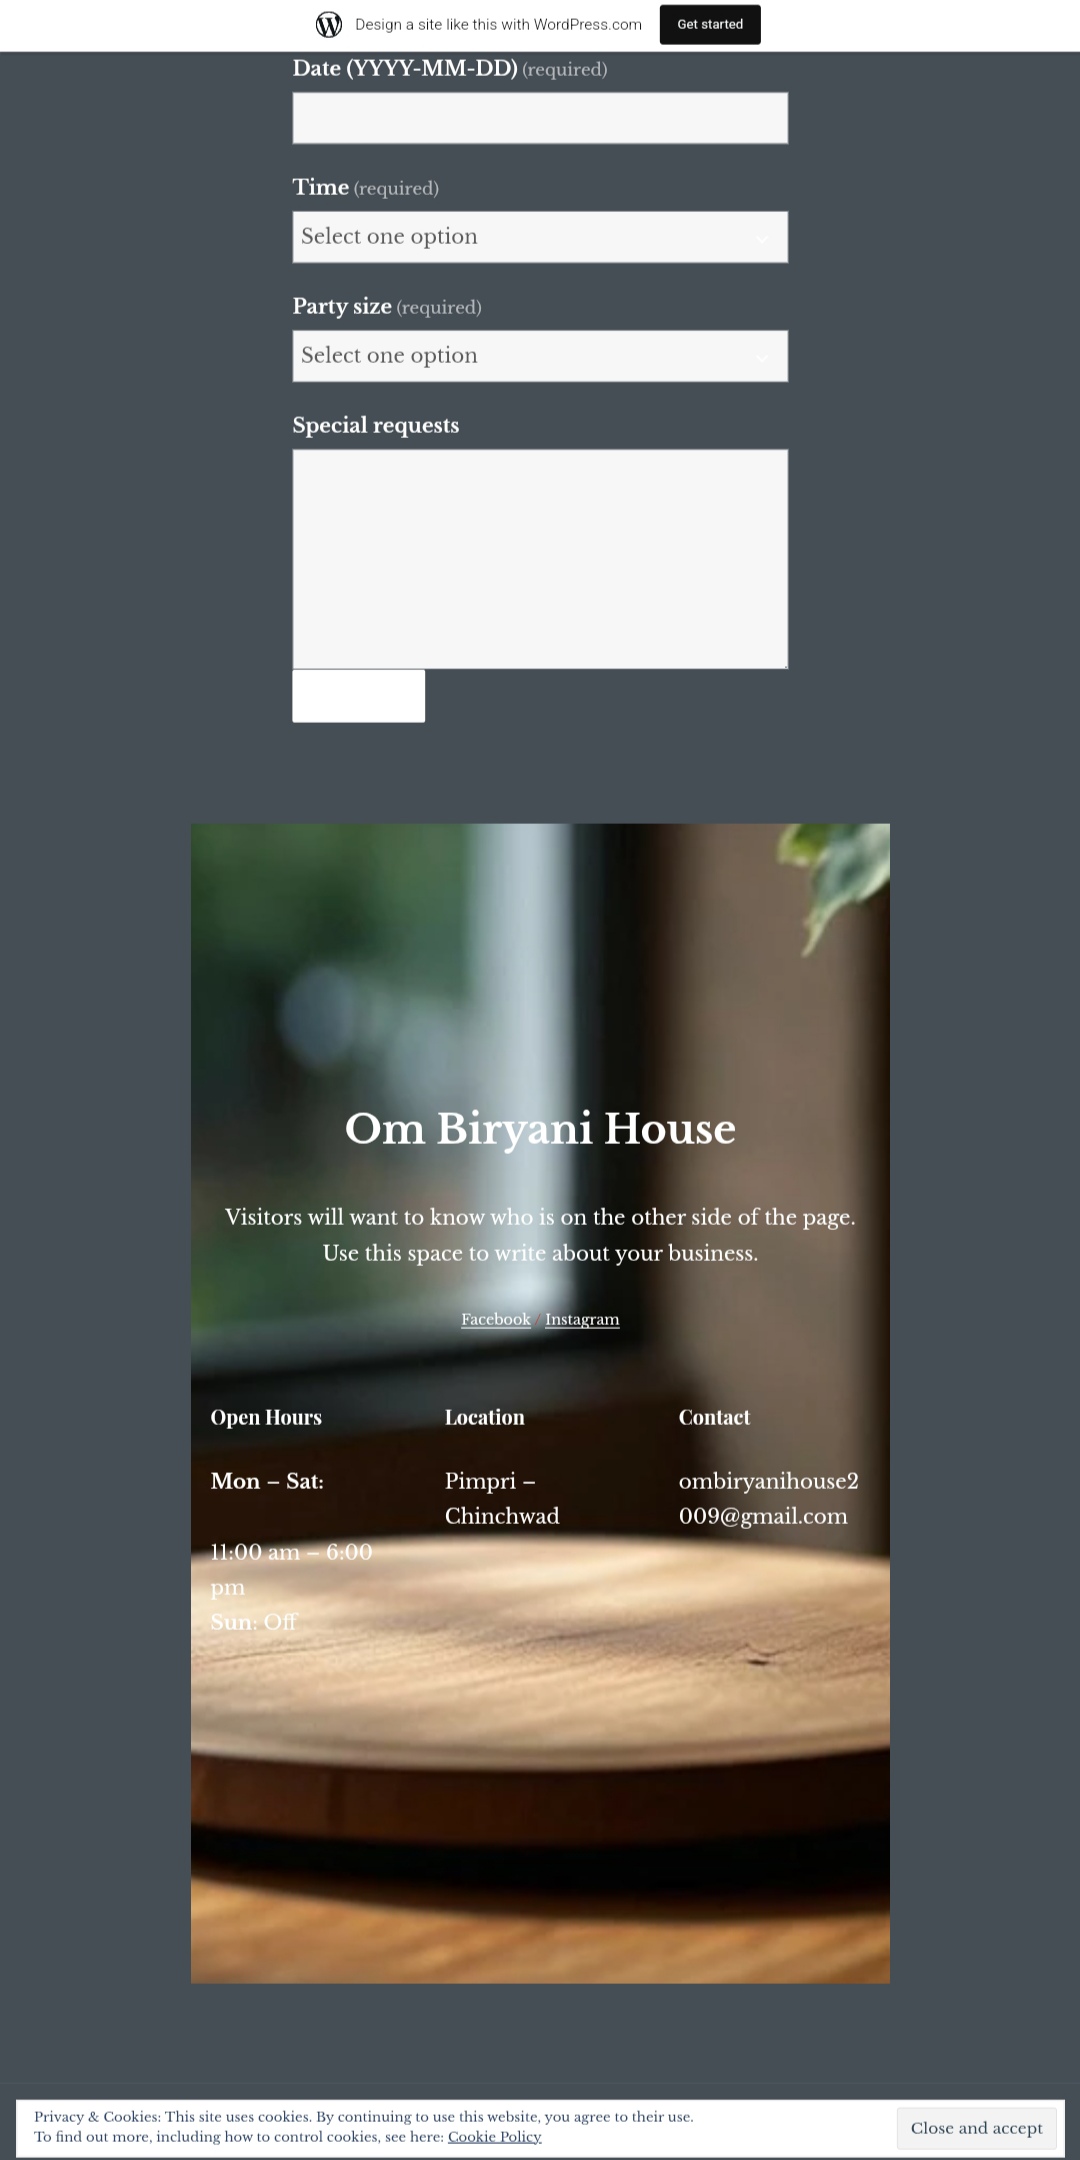 Design a site like this with WordPress.com
Get started
Date (YYYY-MM-DD) (required)
Time (required)
Select one option
Party size (required)
Select one option
Special requests
Om Biryani House
Visitors will want to know who is on the other side of the page.
Use this space to write about your business.
Facebook / Instagram
Open Hours
Mon – Sat:
11:00 am – 6:00
pm
Sun: Off
Location
Pimpri –
Chinchwad
Contact
ombiryanihouse2
009@gmail.com
Privacy & Cookies: This site uses cookies. By continuing to use this website, you agree to their use.
To find out more, including how to control cookies, see here: Cookie Policy
Close and accept